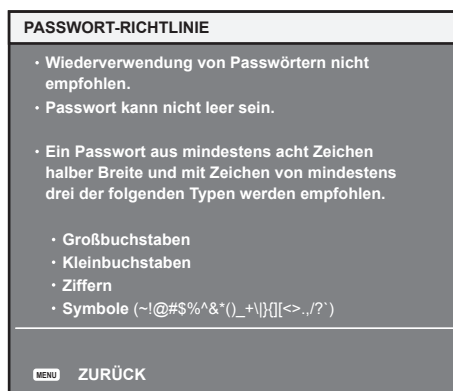 PASSWORT-RICHTLINIE
· Wiederverwendung von Passwörtern nicht
empfohlen.
· Passwort kann nicht leer sein.
· Ein Passwort aus mindestens acht Zeichen
halber Breite und mit Zeichen von mindestens
drei der folgenden Typen werden empfohlen.
· Großbuchstaben
· Kleinbuchstaben
· Ziffern
· Symbole (~!@#$%^&*()_+\|}{][<>.,/?`)
MENU ZURÜCK